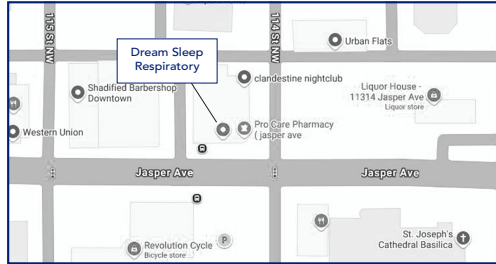 115 St NW
114 St NW
Urban Flats
Dream Sleep
Respiratory
clandestine nightclub
Shadified Barbershop
Downtown
Liquor House -
11314 Jasper Ave
Liquor store
Western Union
Pro Care Pharmacy
( jasper ave
Jasper Ave
Jasper Ave
P
Revolution Cycle
Bicycle store
St. Joseph's
Cathedral Basilica